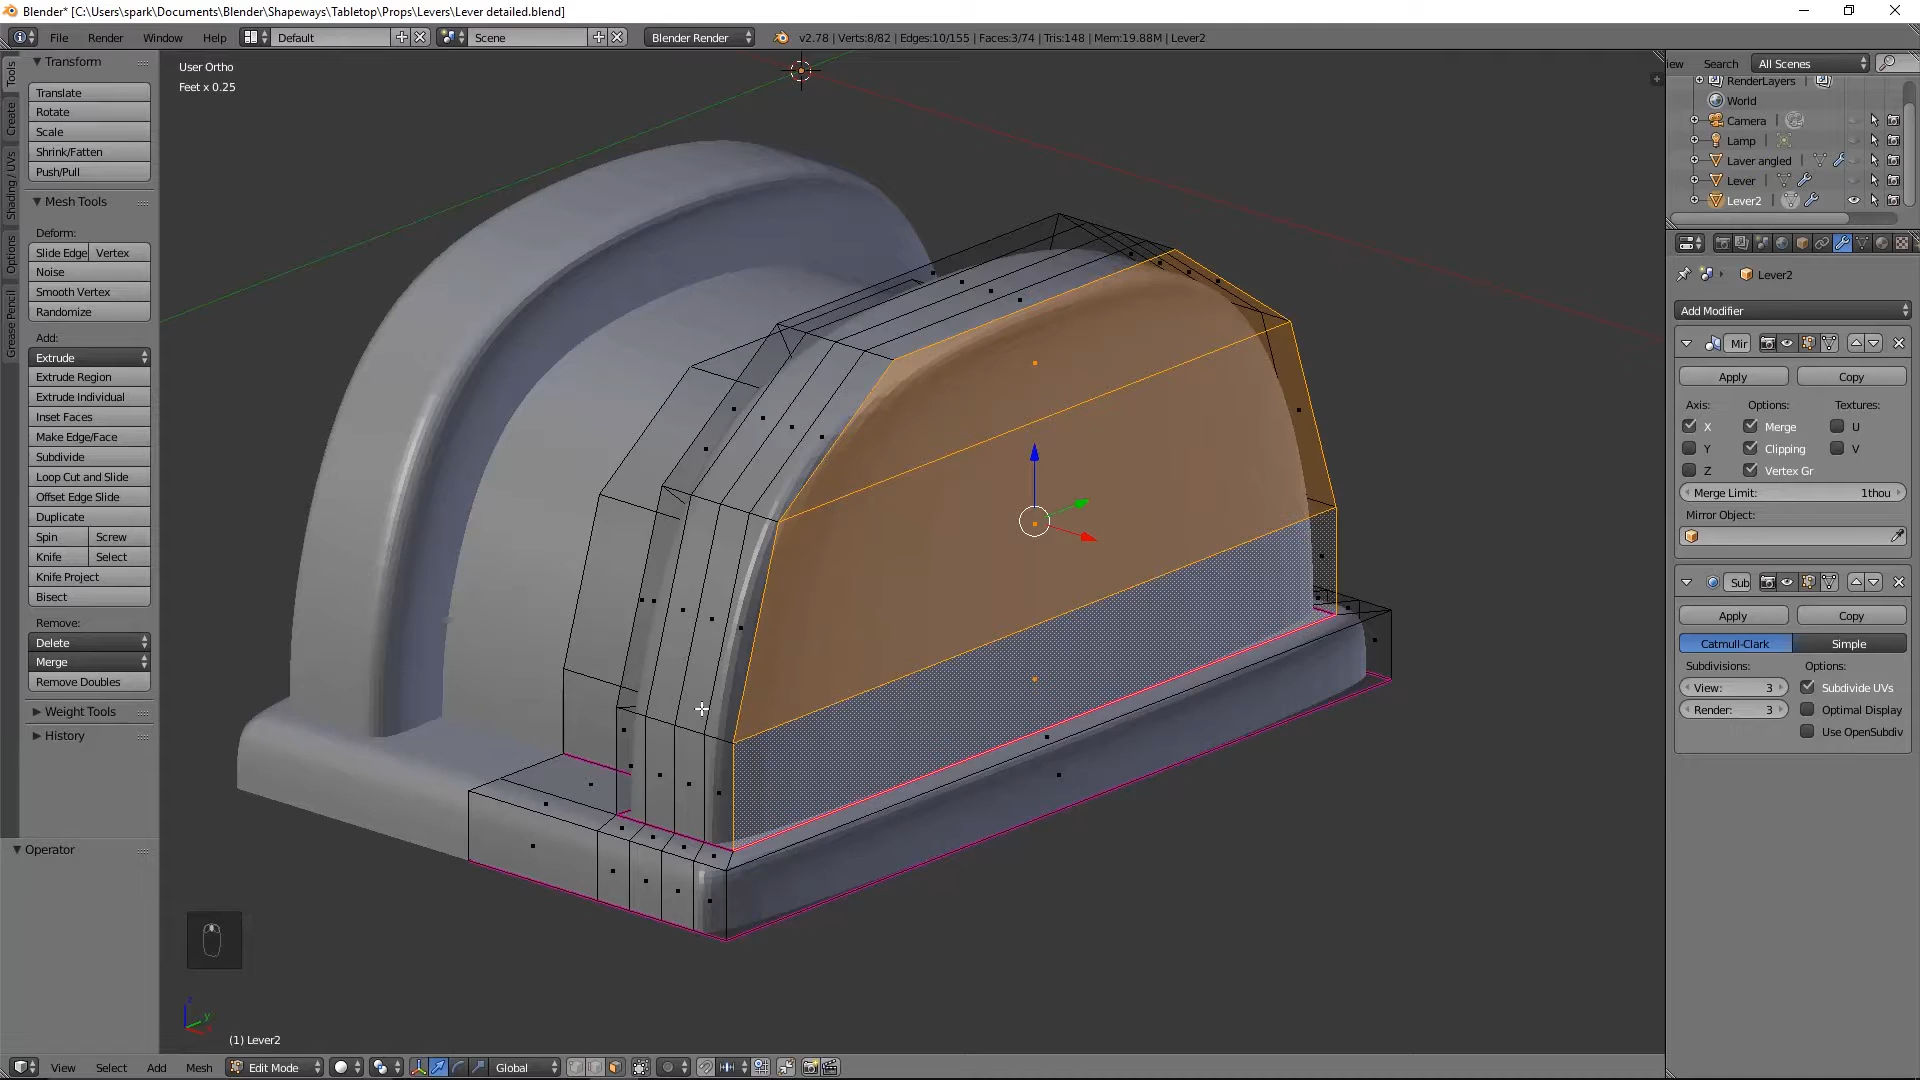 Blender* [C:\Users\spark\Documents\Blender\Shapeways\Tabletop\Props\Levers\Lever detailed.blend]
File Render Window Help Default Scene Blender Render v2.78 | Verts:8/82 | Edges:10/155 | Faces:3/74 | Tris:148 | Mem:19.88M | Lever2
Tools
Create
Shading / UVs
Options
Grease Pencil
Transform
Translate
Rotate
Scale
Shrink/Fatten
Push/Pull
Mesh Tools
Deform:
Slide Edge Vertex
Noise
Smooth Vertex
Randomize
Add:
Extrude
Extrude Region
Extrude Individual
Inset Faces
Make Edge/Face
Subdivide
Loop Cut and Slide
Offset Edge Slide
Duplicate
Spin Screw
Knife Select
Knife Project
Bisect
Remove:
Delete
Merge
Remove Doubles
Weight Tools
History
Operator
User Ortho
Feet x 0.25
z
y
(1) Lever2
View Select Add Mesh Edit Mode Global
iew Search All Scenes
RenderLayers
World
Camera
Lamp
Laver angled
Lever
Lever2
Lever2
Add Modifier
Mir
Apply Copy
Axis: Options: Textures:
X Merge U
Y Clipping V
Z Vertex Gr
Merge Limit: 1thou
Mirror Object:
Sub
Apply Copy
Catmull-Clark Simple
Subdivisions: Options:
View: 3 Subdivide UVs
Render: 3 Optimal Display
Use OpenSubdiv